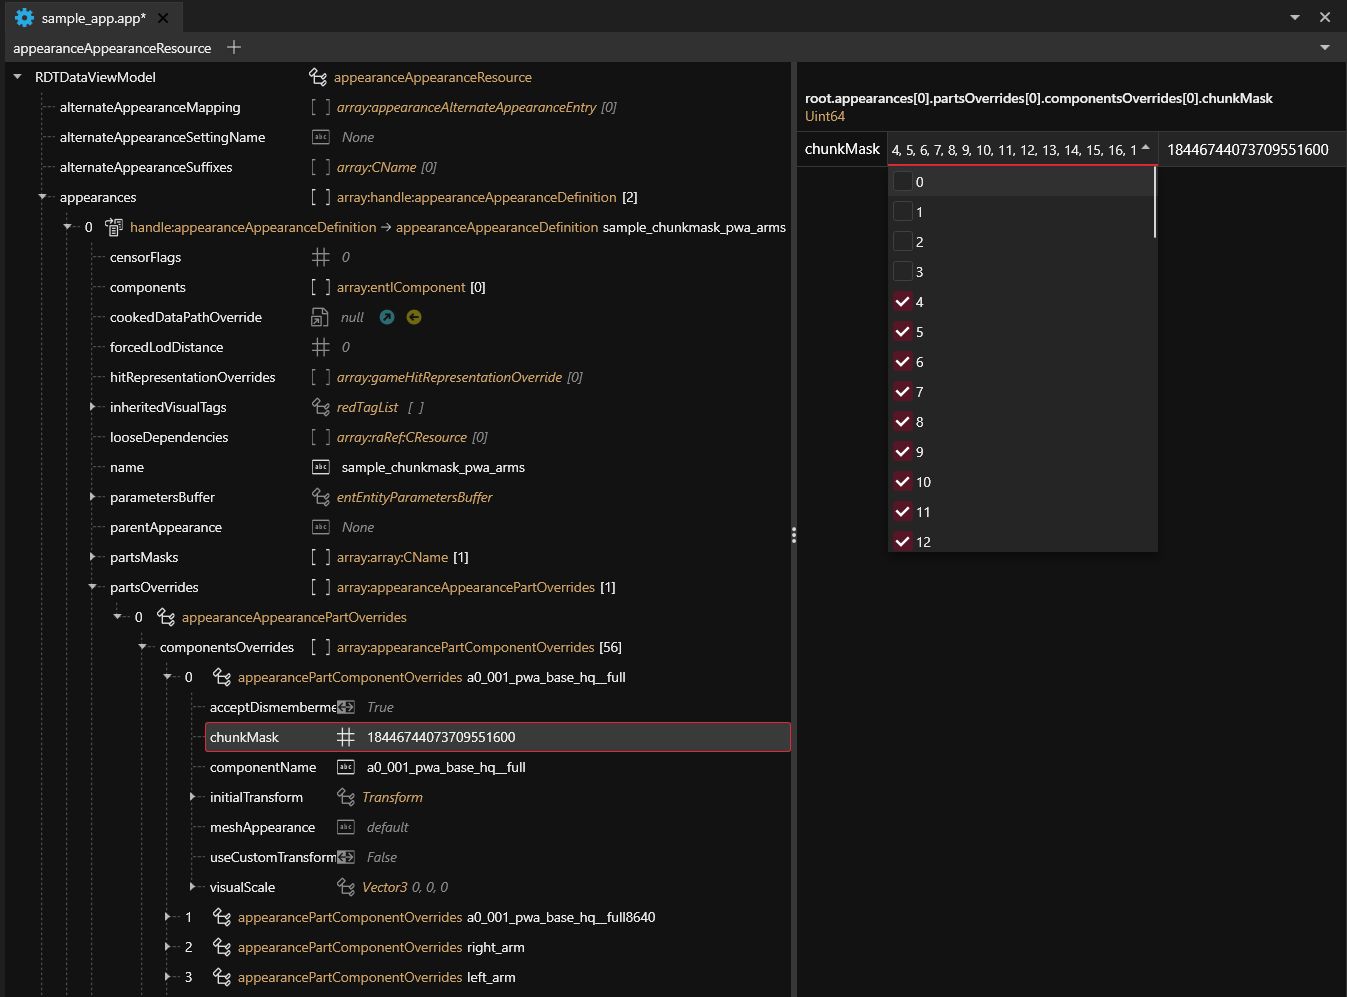 sample_app.app*
appearanceAppearanceResource
RDTDataViewModel appearanceAppearanceResource
alternateAppearanceMapping [ ] array:appearanceAlternateAppearanceEntry [0]
alternateAppearanceSettingName abc None
alternateAppearanceSuffixes [ ] array:CName [0]
appearances [ ] array:handle:appearanceAppearanceDefinition [2]
0 handle:appearanceAppearanceDefinition → appearanceAppearanceDefinition sample_chunkmask_pwa_arms
censorFlags 0
components [ ] array:entIComponent [0]
cookedDataPathOverride null
forcedLodDistance 0
hitRepresentationOverrides [ ] array:gameHitRepresentationOverride [0]
inheritedVisualTags redTagList [ ]
looseDependencies [ ] array:raRef:CResource [0]
name abc sample_chunkmask_pwa_arms
parametersBuffer entEntityParametersBuffer
parentAppearance abc None
partsMasks [ ] array:array:CName [1]
partsOverrides [ ] array:appearanceAppearancePartOverrides [1]
0 appearanceAppearancePartOverrides
componentsOverrides [ ] array:appearancePartComponentOverrides [56]
0 appearancePartComponentOverrides a0_001_pwa_base_hq__full
acceptDismemberme True
chunkMask 18446744073709551600
componentName abc a0_001_pwa_base_hq__full
initialTransform Transform
meshAppearance abc default
useCustomTransform False
visualScale Vector3 0, 0, 0
1 appearancePartComponentOverrides a0_001_pwa_base_hq__full8640
2 appearancePartComponentOverrides right_arm
3 appearancePartComponentOverrides left_arm
root.appearances[0].partsOverrides[0].componentsOverrides[0].chunkMask
Uint64
chunkMask 4, 5, 6, 7, 8, 9, 10, 11, 12, 13, 14, 15, 16, 1 18446744073709551600
0
1
2
3
4
5
6
7
8
9
10
11
12